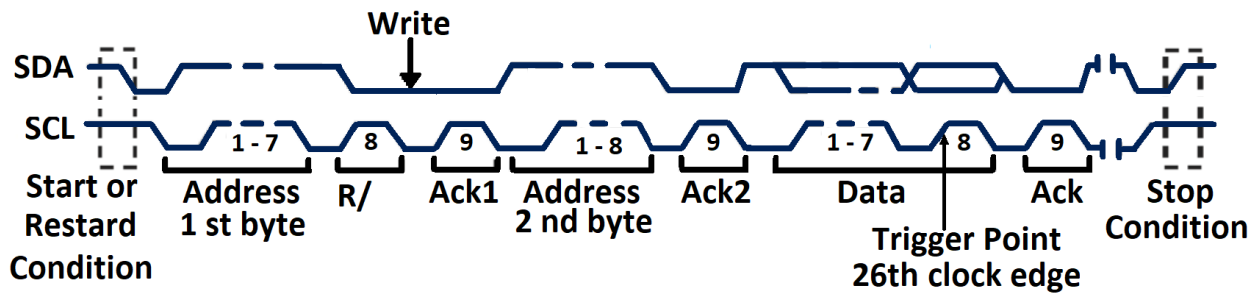 Write
SDA
SCL
1 - 7
8
9
1 - 8
9
1 - 7
8
9
Start or
Restard
Condition
Address
1 st byte
R/
Ack1
Address
2 nd byte
Ack2
Data
Ack
Stop
Condition
Trigger Point
26th clock edge